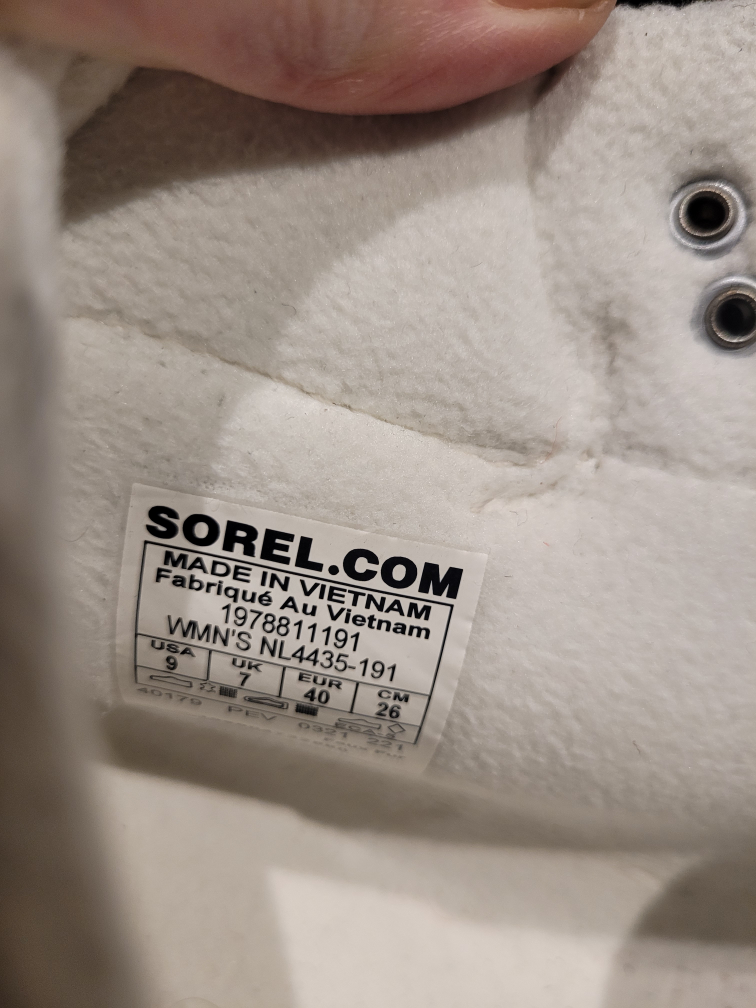 SOREL.COM
MADE IN VIETNAM
Fabriqué Au Vietnam
1978811191
WMN'S NL4435-191
USA UK EUR CM
9 7 40 26
40179 PEV 0321 221